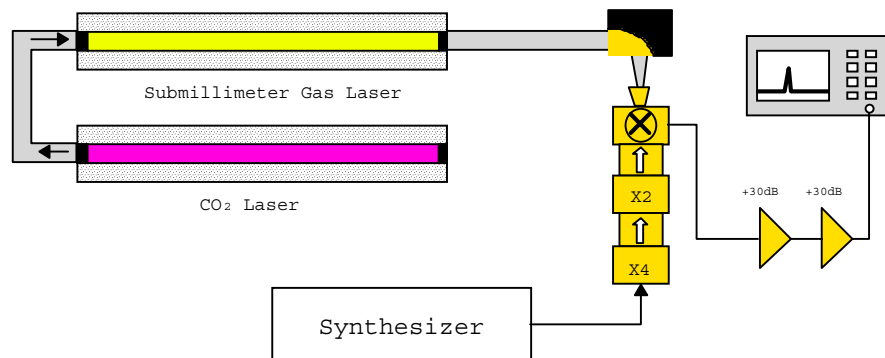 Submillimeter Gas Laser
CO₂ Laser
X2
+30dB
+30dB
X4
Synthesizer